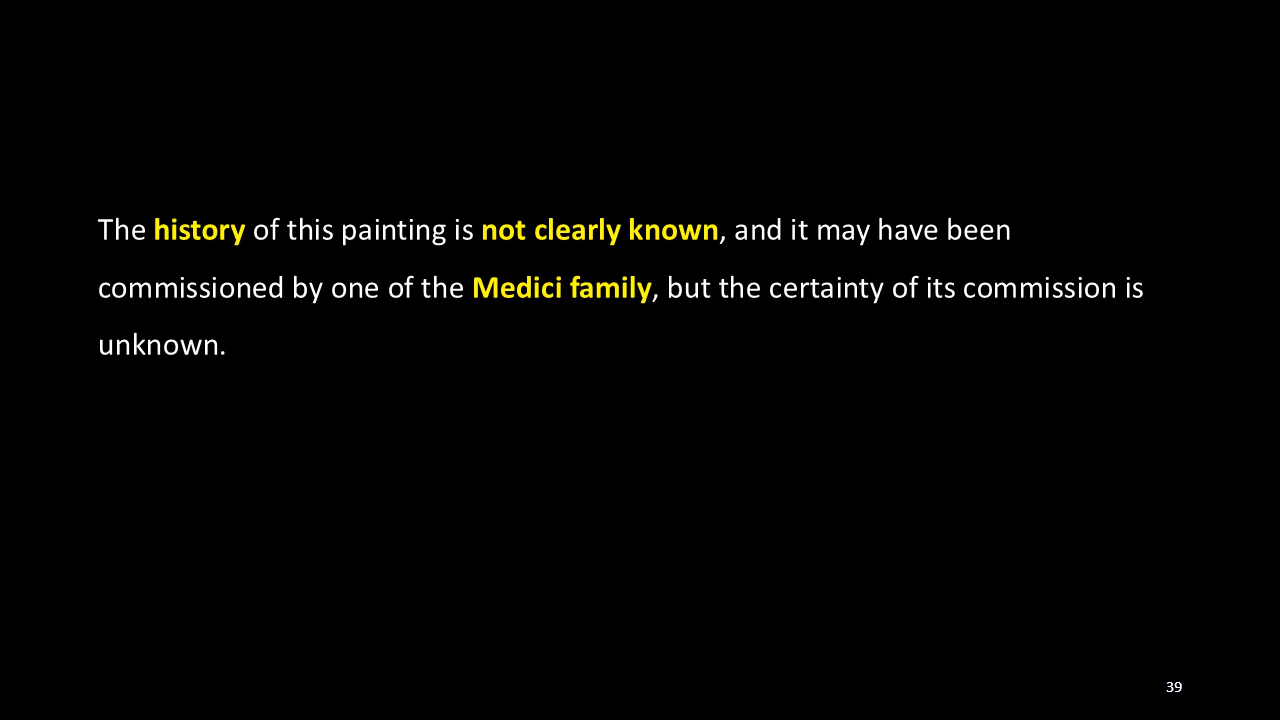 The history of this painting is not clearly known, and it may have been
commissioned by one of the Medici family, but the certainty of its commission is
unknown.
39